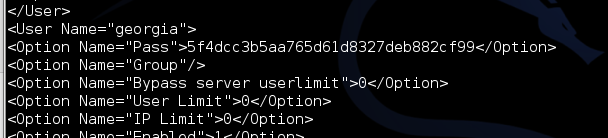 </User>
<User Name="georgia">
<Option Name="Pass">5f4dcc3b5aa765d61d8327deb882cf99</Option>
<Option Name="Group"/>
<Option Name="Bypass server userlimit">0</Option>
<Option Name="User Limit">0</Option>
<Option Name="IP Limit">0</Option>
<Option Name="Enabled">1</Option>